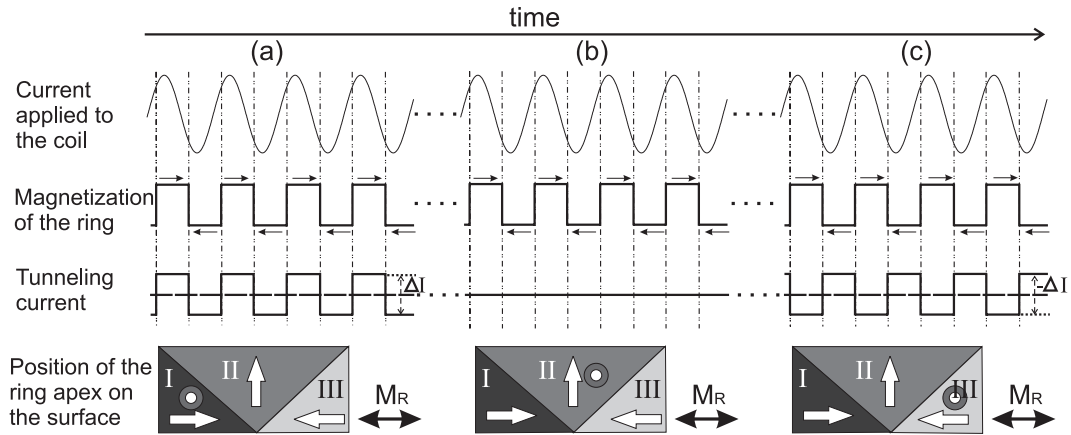 time
(a) (b) (c)
Current
applied to
the coil
Magnetization
of the ring
Tunneling
current
ΔI
-ΔI
Position of the
ring apex on
the surface
I II III MR
I II III MR
I II III MR